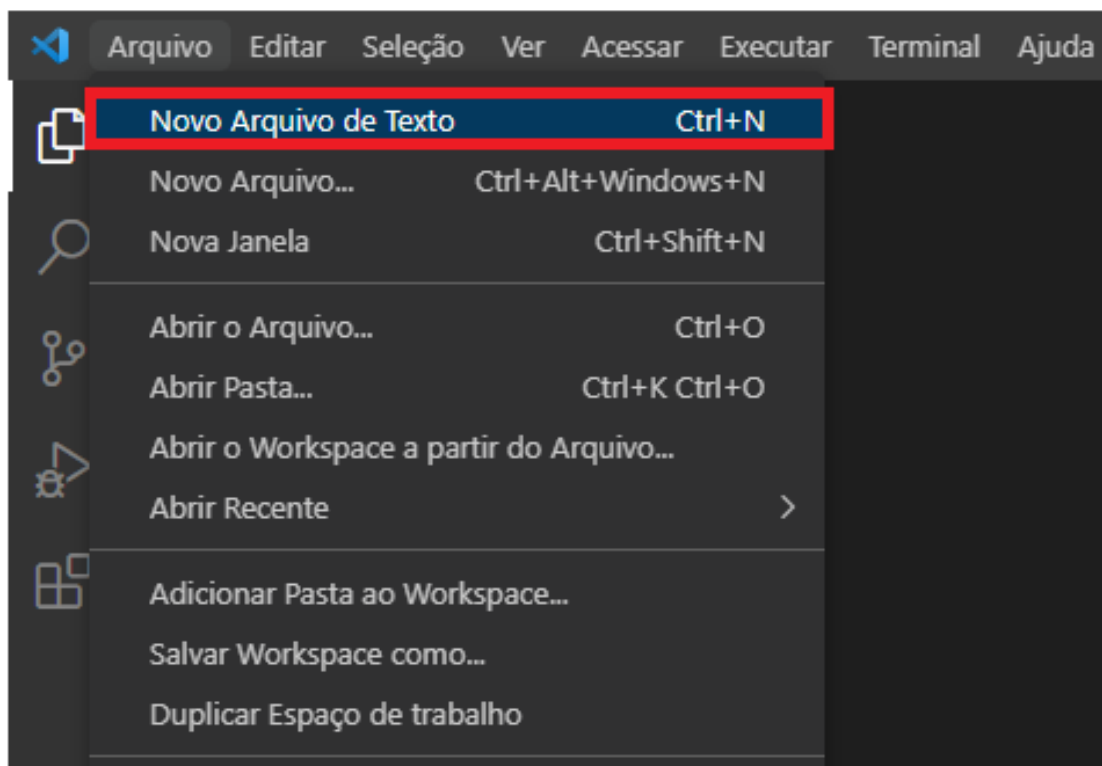 Arquivo Editar Seleção Ver Acessar Executar Terminal Ajuda
Novo Arquivo de Texto Ctrl+N
Novo Arquivo... Ctrl+Alt+Windows+N
Nova Janela Ctrl+Shift+N
Abrir o Arquivo... Ctrl+O
Abrir Pasta... Ctrl+K Ctrl+O
Abrir o Workspace a partir do Arquivo...
Abrir Recente
Adicionar Pasta ao Workspace...
Salvar Workspace como...
Duplicar Espaço de trabalho